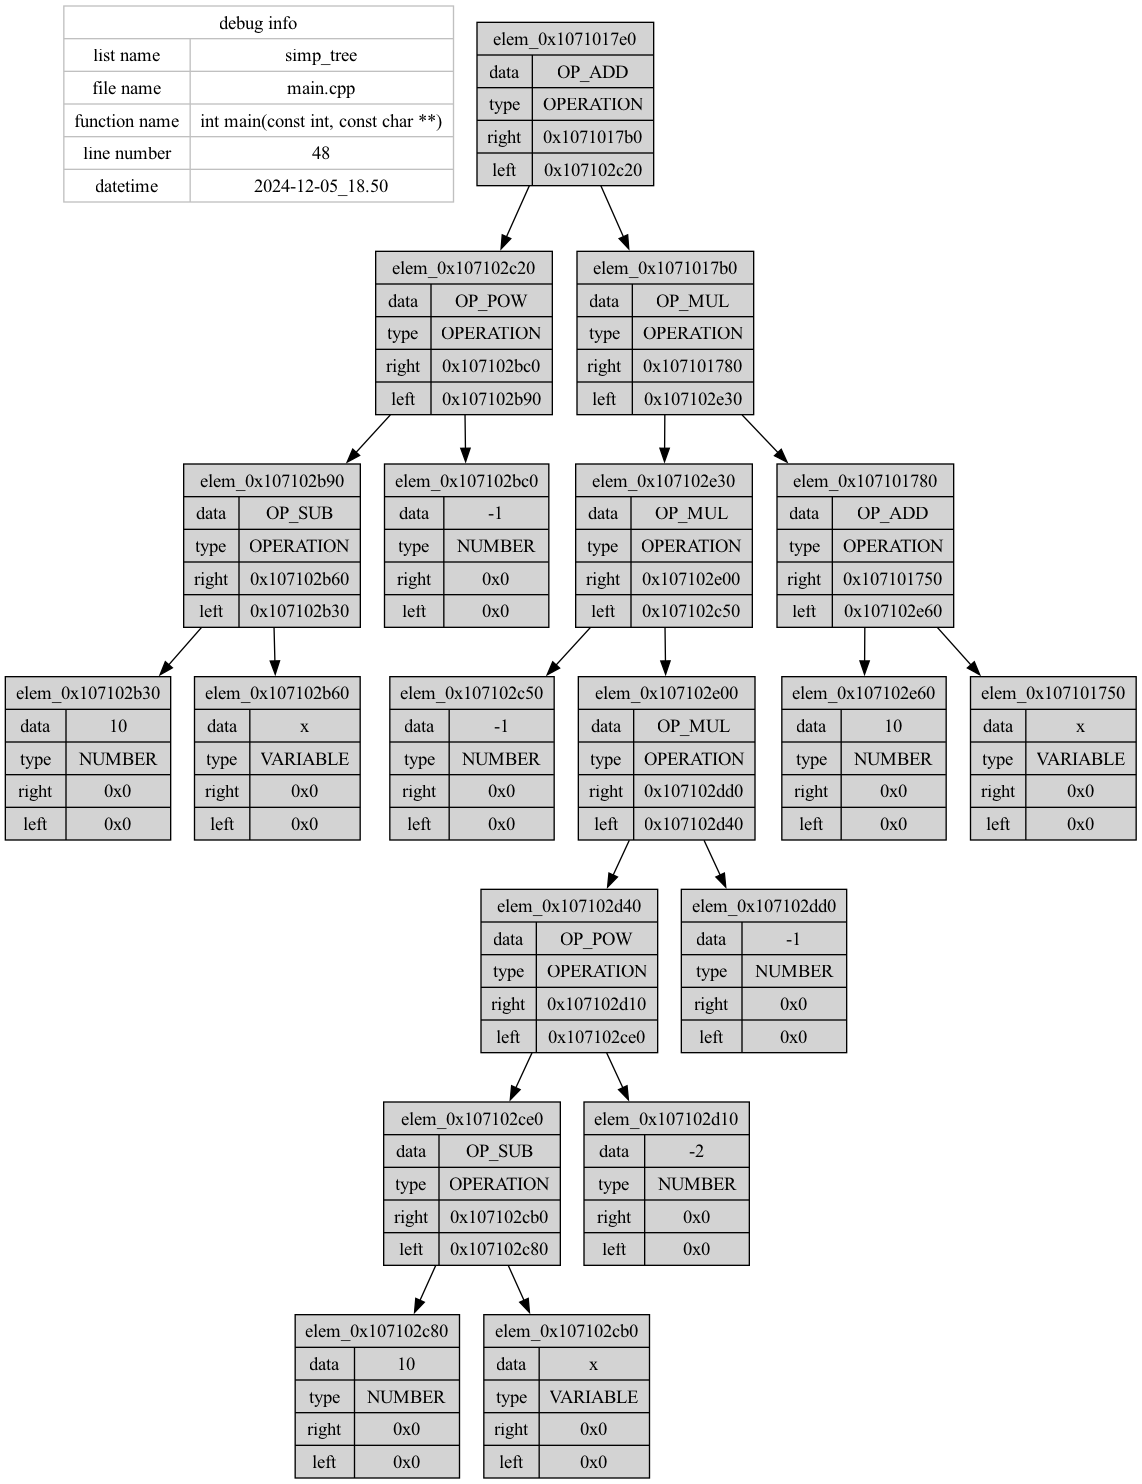 debug info
list name simp_tree
file name main.cpp
function name int main(const int, const char **)
line number 48
datetime 2024-12-05_18.50
elem_0x1071017e0
data OP_ADD
type OPERATION
right 0x1071017b0
left 0x107102c20
elem_0x107102c20
data OP_POW
type OPERATION
right 0x107102bc0
left 0x107102b90
elem_0x1071017b0
data OP_MUL
type OPERATION
right 0x107101780
left 0x107102e30
elem_0x107102b90
data OP_SUB
type OPERATION
right 0x107102b60
left 0x107102b30
elem_0x107102bc0
data -1
type NUMBER
right 0x0
left 0x0
elem_0x107102e30
data OP_MUL
type OPERATION
right 0x107102e00
left 0x107102c50
elem_0x107101780
data OP_ADD
type OPERATION
right 0x107101750
left 0x107102e60
elem_0x107102b30
data 10
type NUMBER
right 0x0
left 0x0
elem_0x107102b60
data x
type VARIABLE
right 0x0
left 0x0
elem_0x107102c50
data -1
type NUMBER
right 0x0
left 0x0
elem_0x107102e00
data OP_MUL
type OPERATION
right 0x107102dd0
left 0x107102d40
elem_0x107102e60
data 10
type NUMBER
right 0x0
left 0x0
elem_0x107101750
data x
type VARIABLE
right 0x0
left 0x0
elem_0x107102d40
data OP_POW
type OPERATION
right 0x107102d10
left 0x107102ce0
elem_0x107102dd0
data -1
type NUMBER
right 0x0
left 0x0
elem_0x107102ce0
data OP_SUB
type OPERATION
right 0x107102cb0
left 0x107102c80
elem_0x107102d10
data -2
type NUMBER
right 0x0
left 0x0
elem_0x107102c80
data 10
type NUMBER
right 0x0
left 0x0
elem_0x107102cb0
data x
type VARIABLE
right 0x0
left 0x0